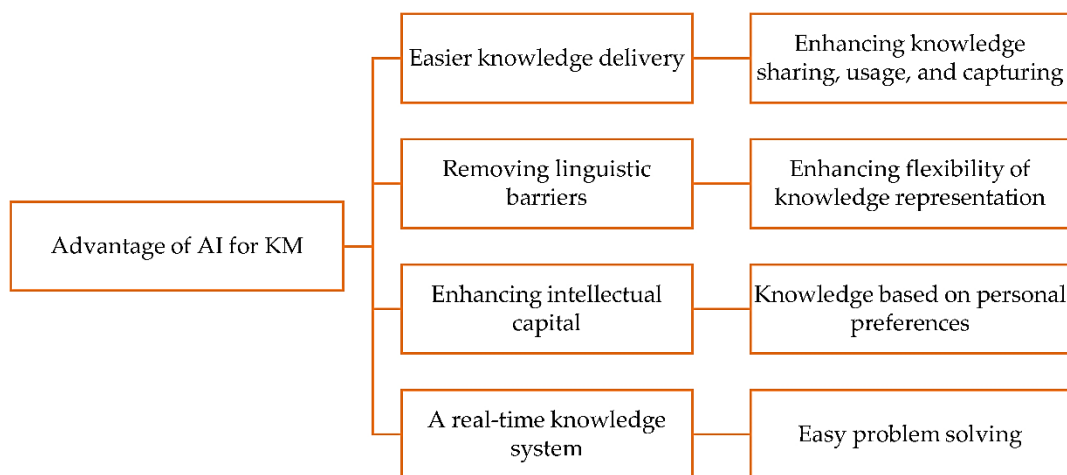 Easier knowledge delivery
Enhancing knowledge
sharing, usage, and capturing
Removing linguistic
barriers
Enhancing flexibility of
knowledge representation
Advantage of AI for KM
Enhancing intellectual
capital
Knowledge based on personal
preferences
A real-time knowledge
system
Easy problem solving